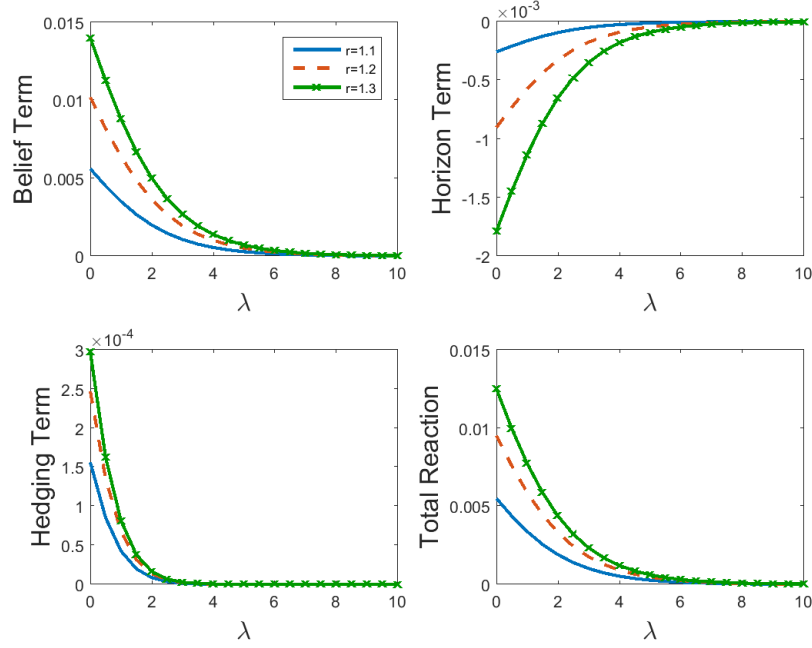 0.015
0.01
0.005
0
0 2 4 6 8 10
Belief Term
λ
r=1.1
r=1.2
r=1.3
×10⁻³
0
-0.5
-1
-1.5
-2
0 2 4 6 8 10
Horizon Term
λ
×10⁻⁴
3
2.5
2
1.5
1
0.5
0
0 2 4 6 8 10
Hedging Term
λ
0.015
0.01
0.005
0
0 2 4 6 8 10
Total Reaction
λ